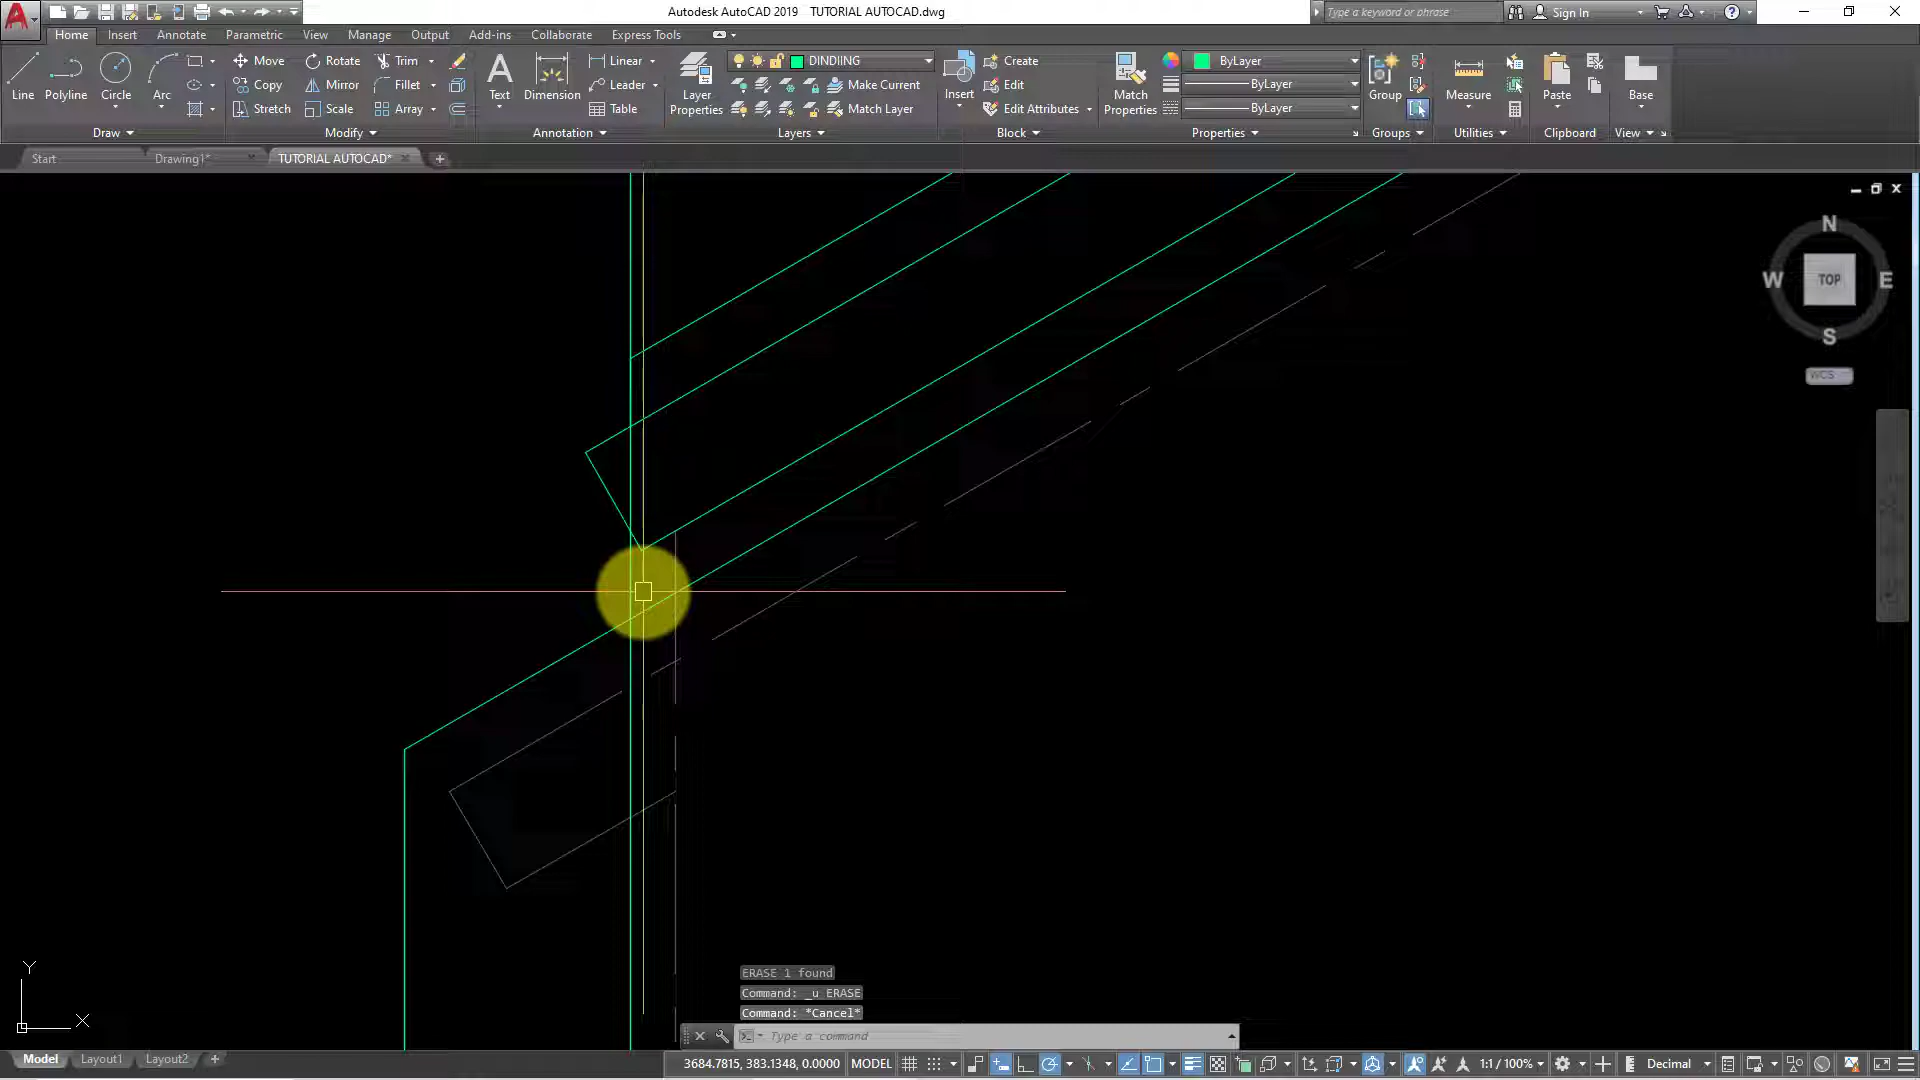 Autodesk AutoCAD 2019 TUTORIAL AUTOCAD.dwg
Type a keyword or phrase
Sign In
Home Insert Annotate Parametric View Manage Output Add-ins Collaborate Express Tools
Line Polyline Circle Arc
Move Rotate Trim
Copy Mirror Fillet
Stretch Scale Array
Text Dimension
Linear
Leader
Table
Layer Properties
DINDIING
Make Current
Match Layer
Insert
Create
Edit
Edit Attributes
Match Properties
ByLayer
ByLayer
ByLayer
Group
Measure
Paste
Base
Draw Modify Annotation Layers Block Properties Groups Utilities Clipboard View
Start Drawing1* TUTORIAL AUTOCAD*
N
W TOP E
S
WCS
Y
X
ERASE 1 found
Command: _u ERASE
Command: *Cancel*
Type a command
Model Layout1 Layout2
3684.7815, 383.1348, 0.0000 MODEL
1:1 / 100%
Decimal